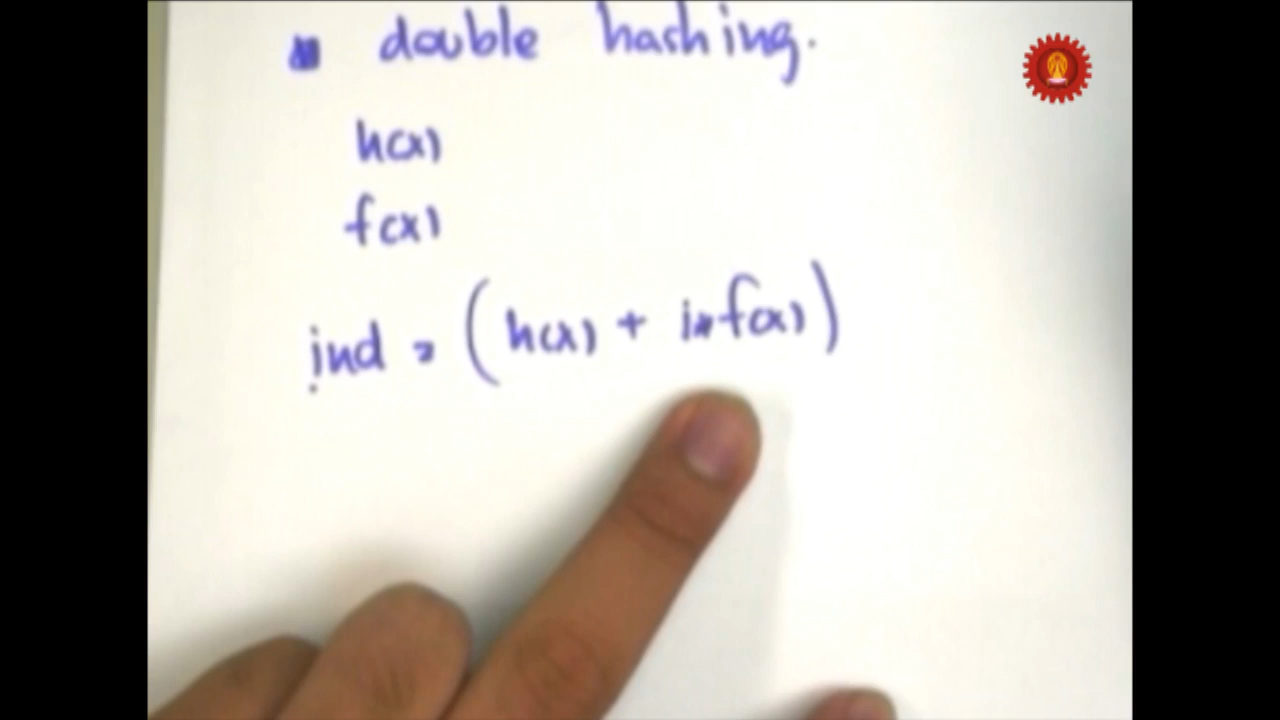 double hashing.
h(x)
f(x)
ind = (h(x) + i*f(x))